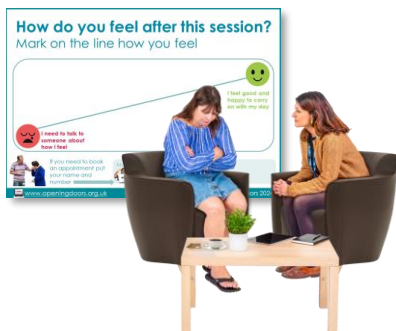 How do you feel after this session?
Mark on the line how you feel
I feel good and
happy to carry
on with my day
I need to talk to
someone about
how I feel
If you need to book
an appointment put
your name and
number
www.openingdoors.org.uk
ors 202